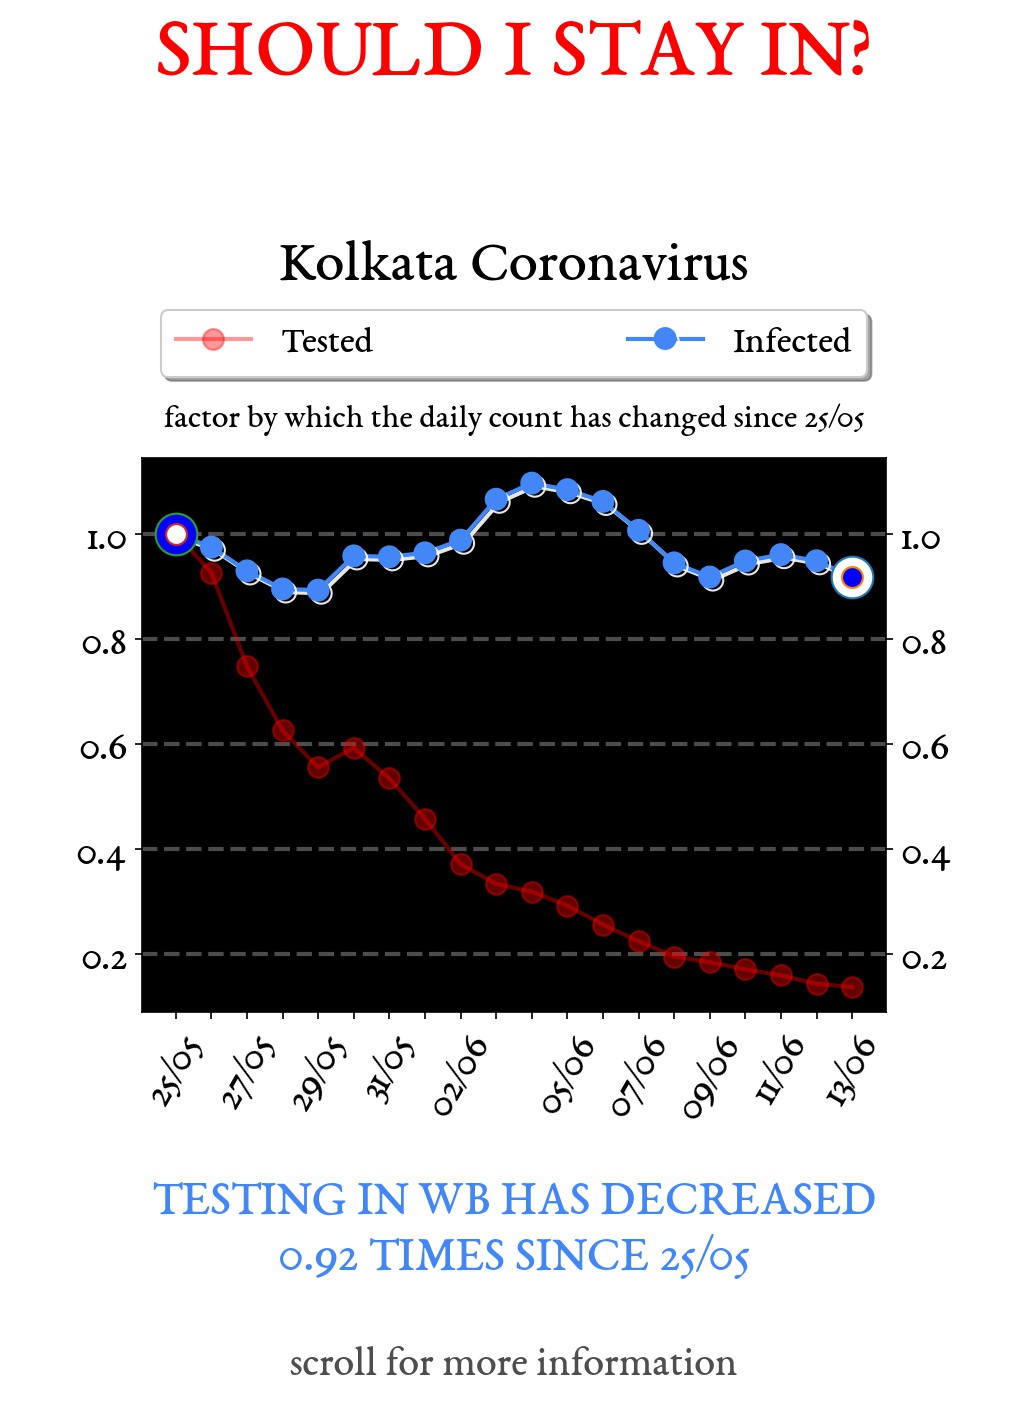 SHOULD I STAY IN?
Kolkata Coronavirus
Tested Infected
factor by which the daily count has changed since 25/05
1.0 1.0
0.8 0.8
0.6 0.6
0.4 0.4
0.2 0.2
25/05 27/05 29/05 31/05 02/06 05/06 07/06 09/06 11/06 13/06
TESTING IN WB HAS DECREASED
0.92 TIMES SINCE 25/05
scroll for more information